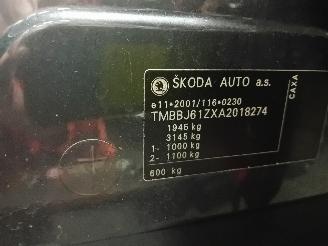 ŠKODA AUTO a.s.
e11*2001/116*0230
TMBBJ61ZXA2018274
1945 kg
3145 kg
1- 1000 kg
2- 1100 kg
600 kg
CAXA